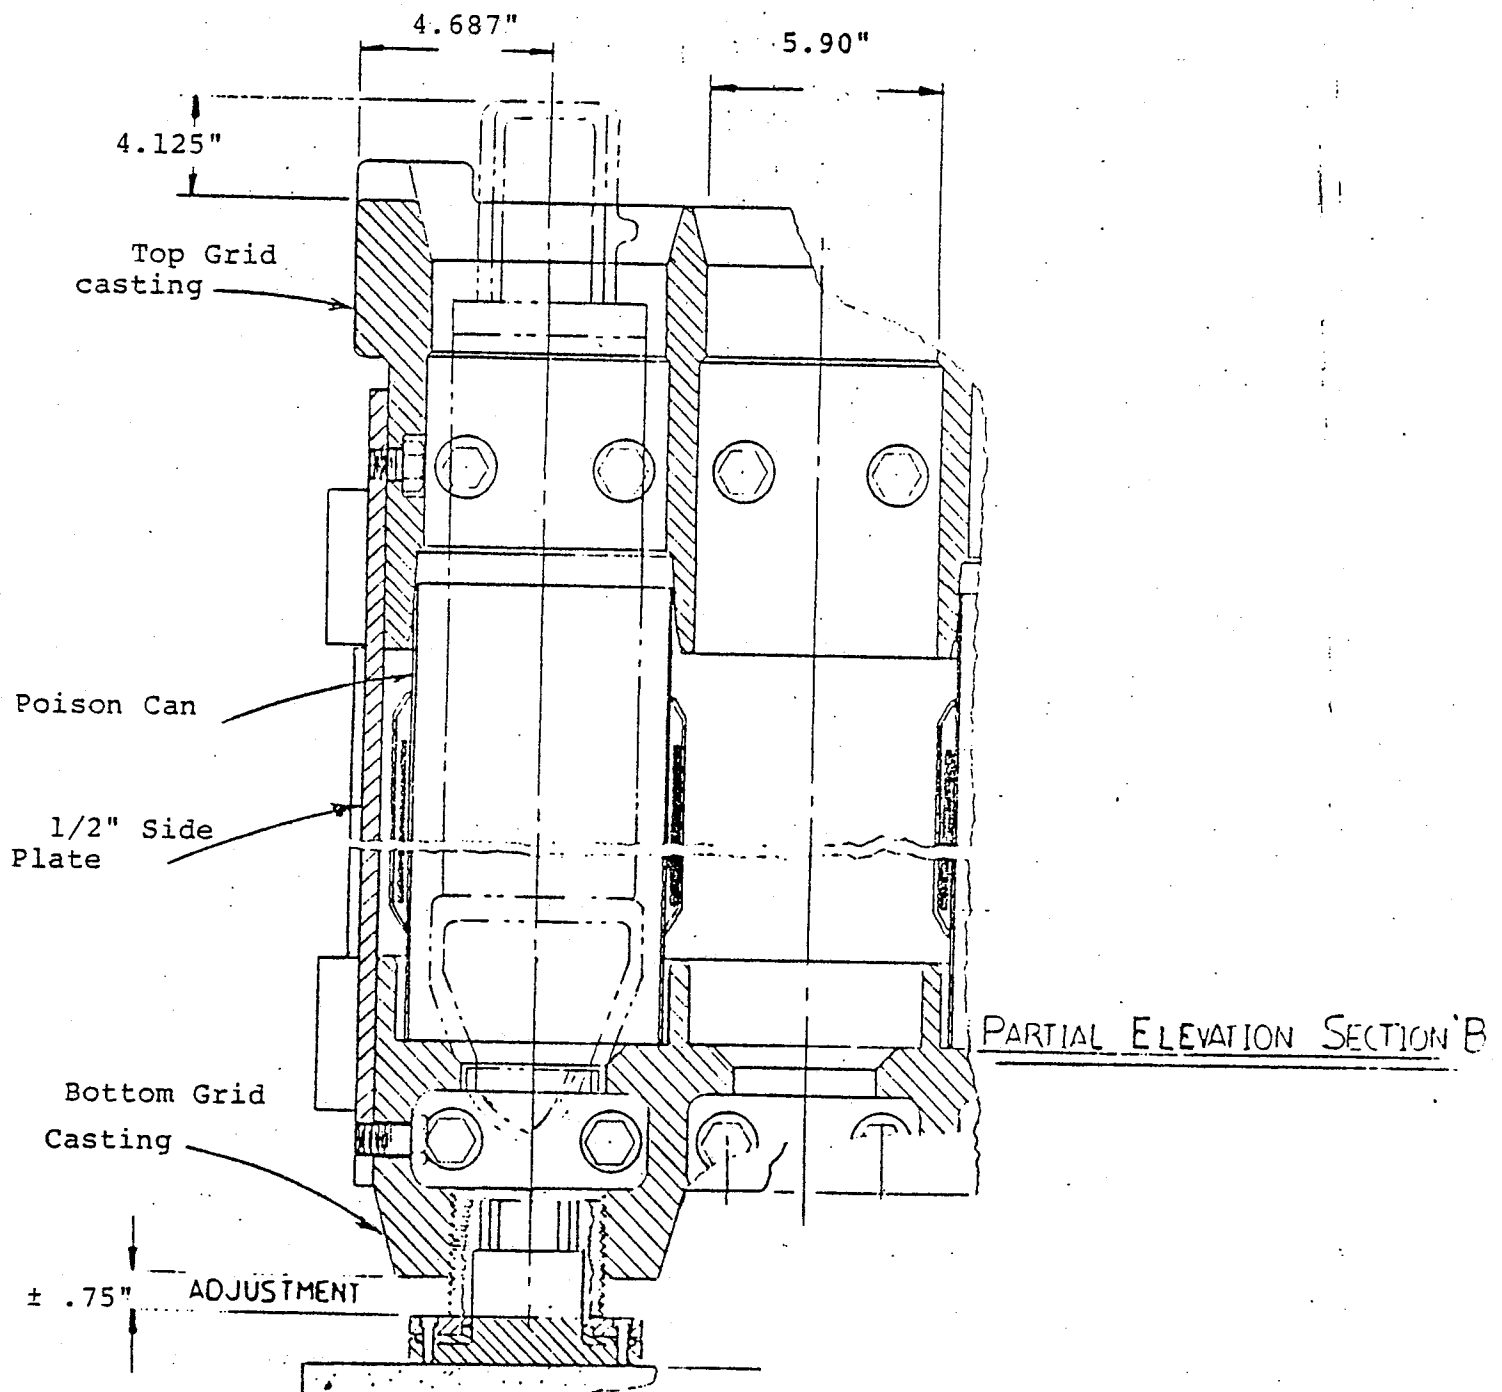 4.687"
5.90"
4.125"
Top Grid
casting
Poison Can
1/2" Side
Plate
PARTIAL ELEVATION SECTION 'B
Bottom Grid
Casting
± .75" ADJUSTMENT